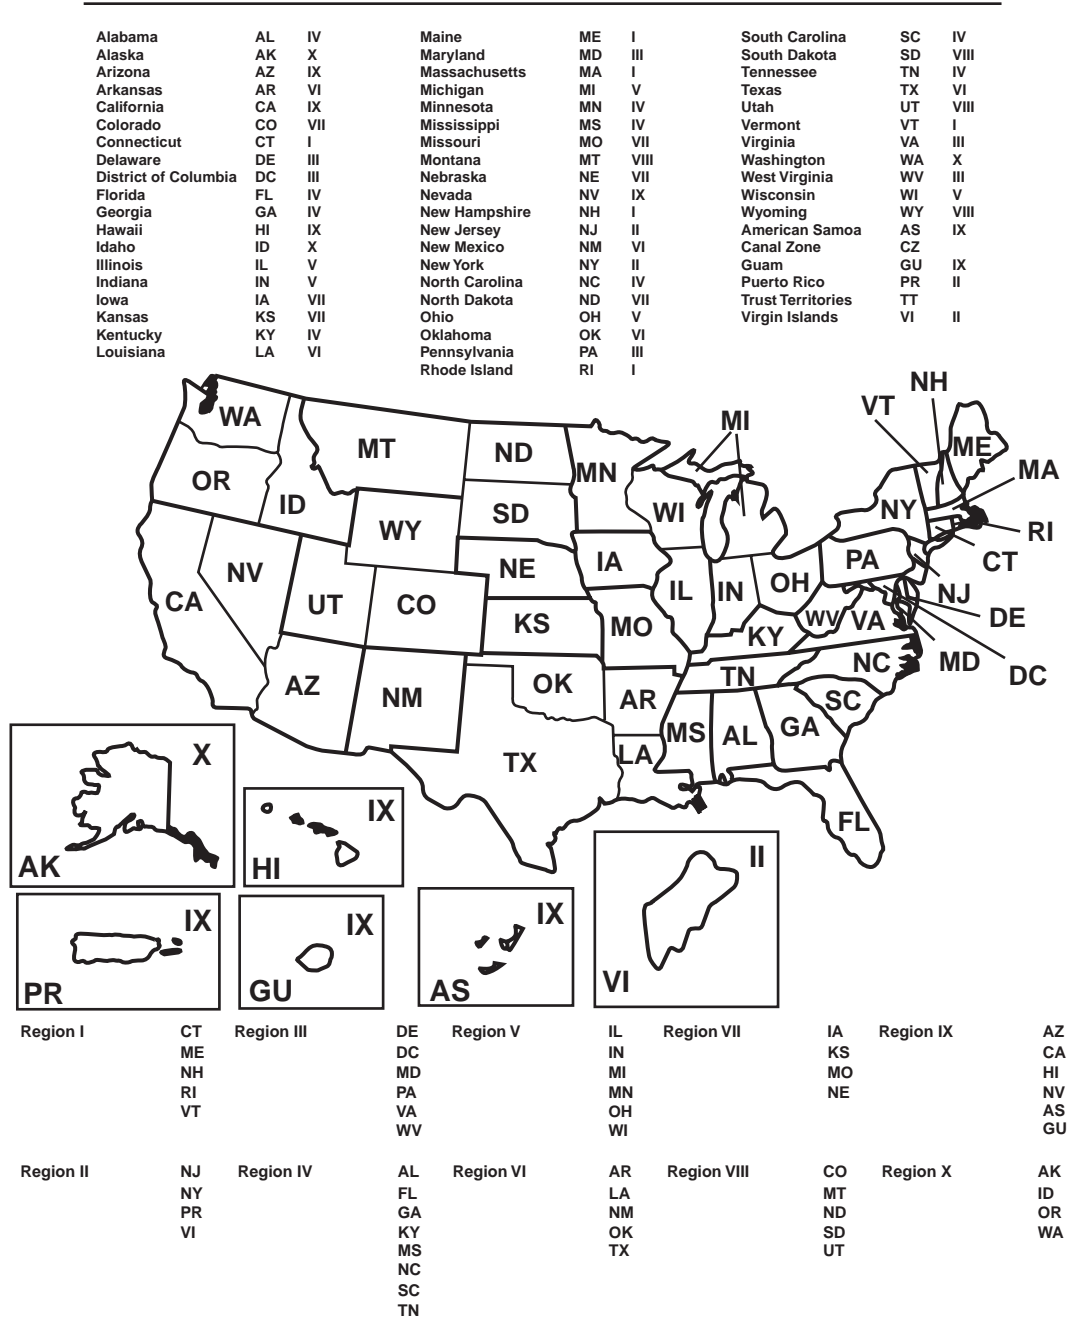 Alabama AL IV Maine ME I South Carolina SC IV
Alaska AK X Maryland MD III South Dakota SD VIII
Arizona AZ IX Massachusetts MA I Tennessee TN IV
Arkansas AR VI Michigan MI V Texas TX VI
California CA IX Minnesota MN IV Utah UT VIII
Colorado CO VII Mississippi MS IV Vermont VT I
Connecticut CT I Missouri MO VII Virginia VA III
Delaware DE III Montana MT VIII Washington WA X
District of Columbia DC III Nebraska NE VII West Virginia WV III
Florida FL IV Nevada NV IX Wisconsin WI V
Georgia GA IV New Hampshire NH I Wyoming WY VIII
Hawaii HI IX New Jersey NJ II American Samoa AS IX
Idaho ID X New Mexico NM VI Canal Zone CZ
Illinois IL V New York NY II Guam GU IX
Indiana IN V North Carolina NC IV Puerto Rico PR II
Iowa IA VII North Dakota ND VII Trust Territories TT
Kansas KS VII Ohio OH V Virgin Islands VI II
Kentucky KY IV Oklahoma OK VI
Louisiana LA VI Pennsylvania PA III
Rhode Island RI I
NH
VT
WA MI
MT ND ME
MN MA
OR
ID SD WI NY
WY RI
IA PA CT
NV NE OH
IL IN NJ
CA UT CO WV VA DE
KS MO KY
NC MD
AZ OK TN DC
NM AR SC
MS AL GA
TX LA
X
IX FL
AK HI II
IX IX IX
PR GU AS VI
Region I CT Region III DE Region V IL Region VII IA Region IX AZ
ME DC IN KS CA
NH MD MI MO HI
RI PA MN NE NV
VT VA OH AS
WV WI GU
Region II NJ Region IV AL Region VI AR Region VIII CO Region X AK
NY FL LA MT ID
PR GA NM ND OR
VI KY OK SD WA
MS TX UT
NC
SC
TN